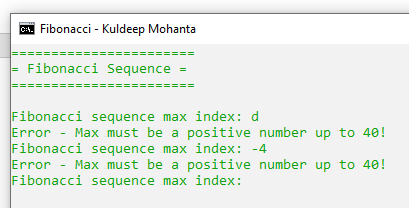 Fibonacci - Kuldeep Mohanta
=======================
= Fibonacci Sequence =
=======================
Fibonacci sequence max index: d
Error - Max must be a positive number up to 40!
Fibonacci sequence max index: -4
Error - Max must be a positive number up to 40!
Fibonacci sequence max index: